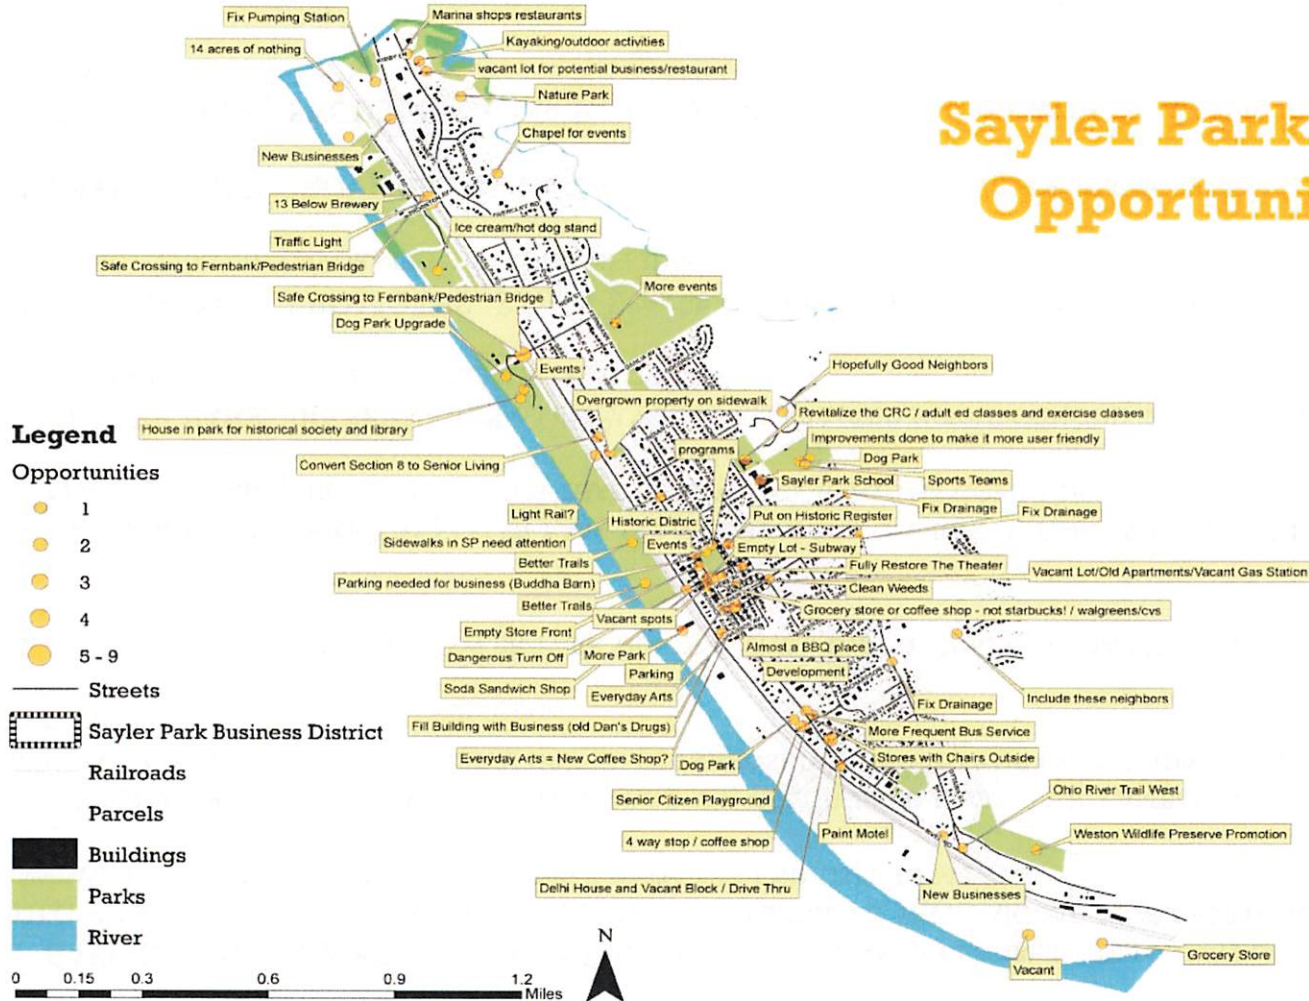 Sayler Park
Opportuni
Fix Pumping Station
Marina shops restaurants
14 acres of nothing
Kayaking/outdoor activities
vacant lot for potential business/restaurant
Nature Park
Chapel for events
New Businesses
13 Below Brewery
Traffic Light
Ice cream/hot dog stand
Safe Crossing to Fernbank/Pedestrian Bridge
More events
Safe Crossing to Fernbank/Pedestrian Bridge
Dog Park Upgrade
Events
Hopefully Good Neighbors
Overgrown property on sidewalk
Revitalize the CRC / adult ed classes and exercise classes
House in park for historical society and library
Improvements done to make it more user friendly
programs
Dog Park
Convert Section 8 to Senior Living
Sayler Park School
Sports Teams
Fix Drainage
Light Rail?
Historic Distric
Put on Historic Register
Fix Drainage
Sidewalks in SP need attention
Events
Empty Lot - Subway
Better Trails
Fully Restore The Theater
Vacant Lot/Old Apartments/Vacant Gas Station
Parking needed for business (Buddha Barn)
Clean Weeds
Better Trails
Grocery store or coffee shop - not starbucks! / walgreens/cvs
Vacant spots
Empty Store Front
Almost a BBQ place
Dangerous Turn Off
More Park
Parking
Development
Soda Sandwich Shop
Everyday Arts
Include these neighbors
Fix Drainage
Fill Building with Business (old Dan's Drugs)
More Frequent Bus Service
Everyday Arts = New Coffee Shop?
Dog Park
Stores with Chairs Outside
Ohio River Trail West
Senior Citizen Playground
Paint Motel
Weston Wildlife Preserve Promotion
4 way stop / coffee shop
Delhi House and Vacant Block / Drive Thru
New Businesses
Vacant
Grocery Store
Legend
Opportunities
1
2
3
4
5 - 9
Streets
Sayler Park Business District
Railroads
Parcels
Buildings
Parks
River
N
0 0.15 0.3 0.6 0.9 1.2
Miles